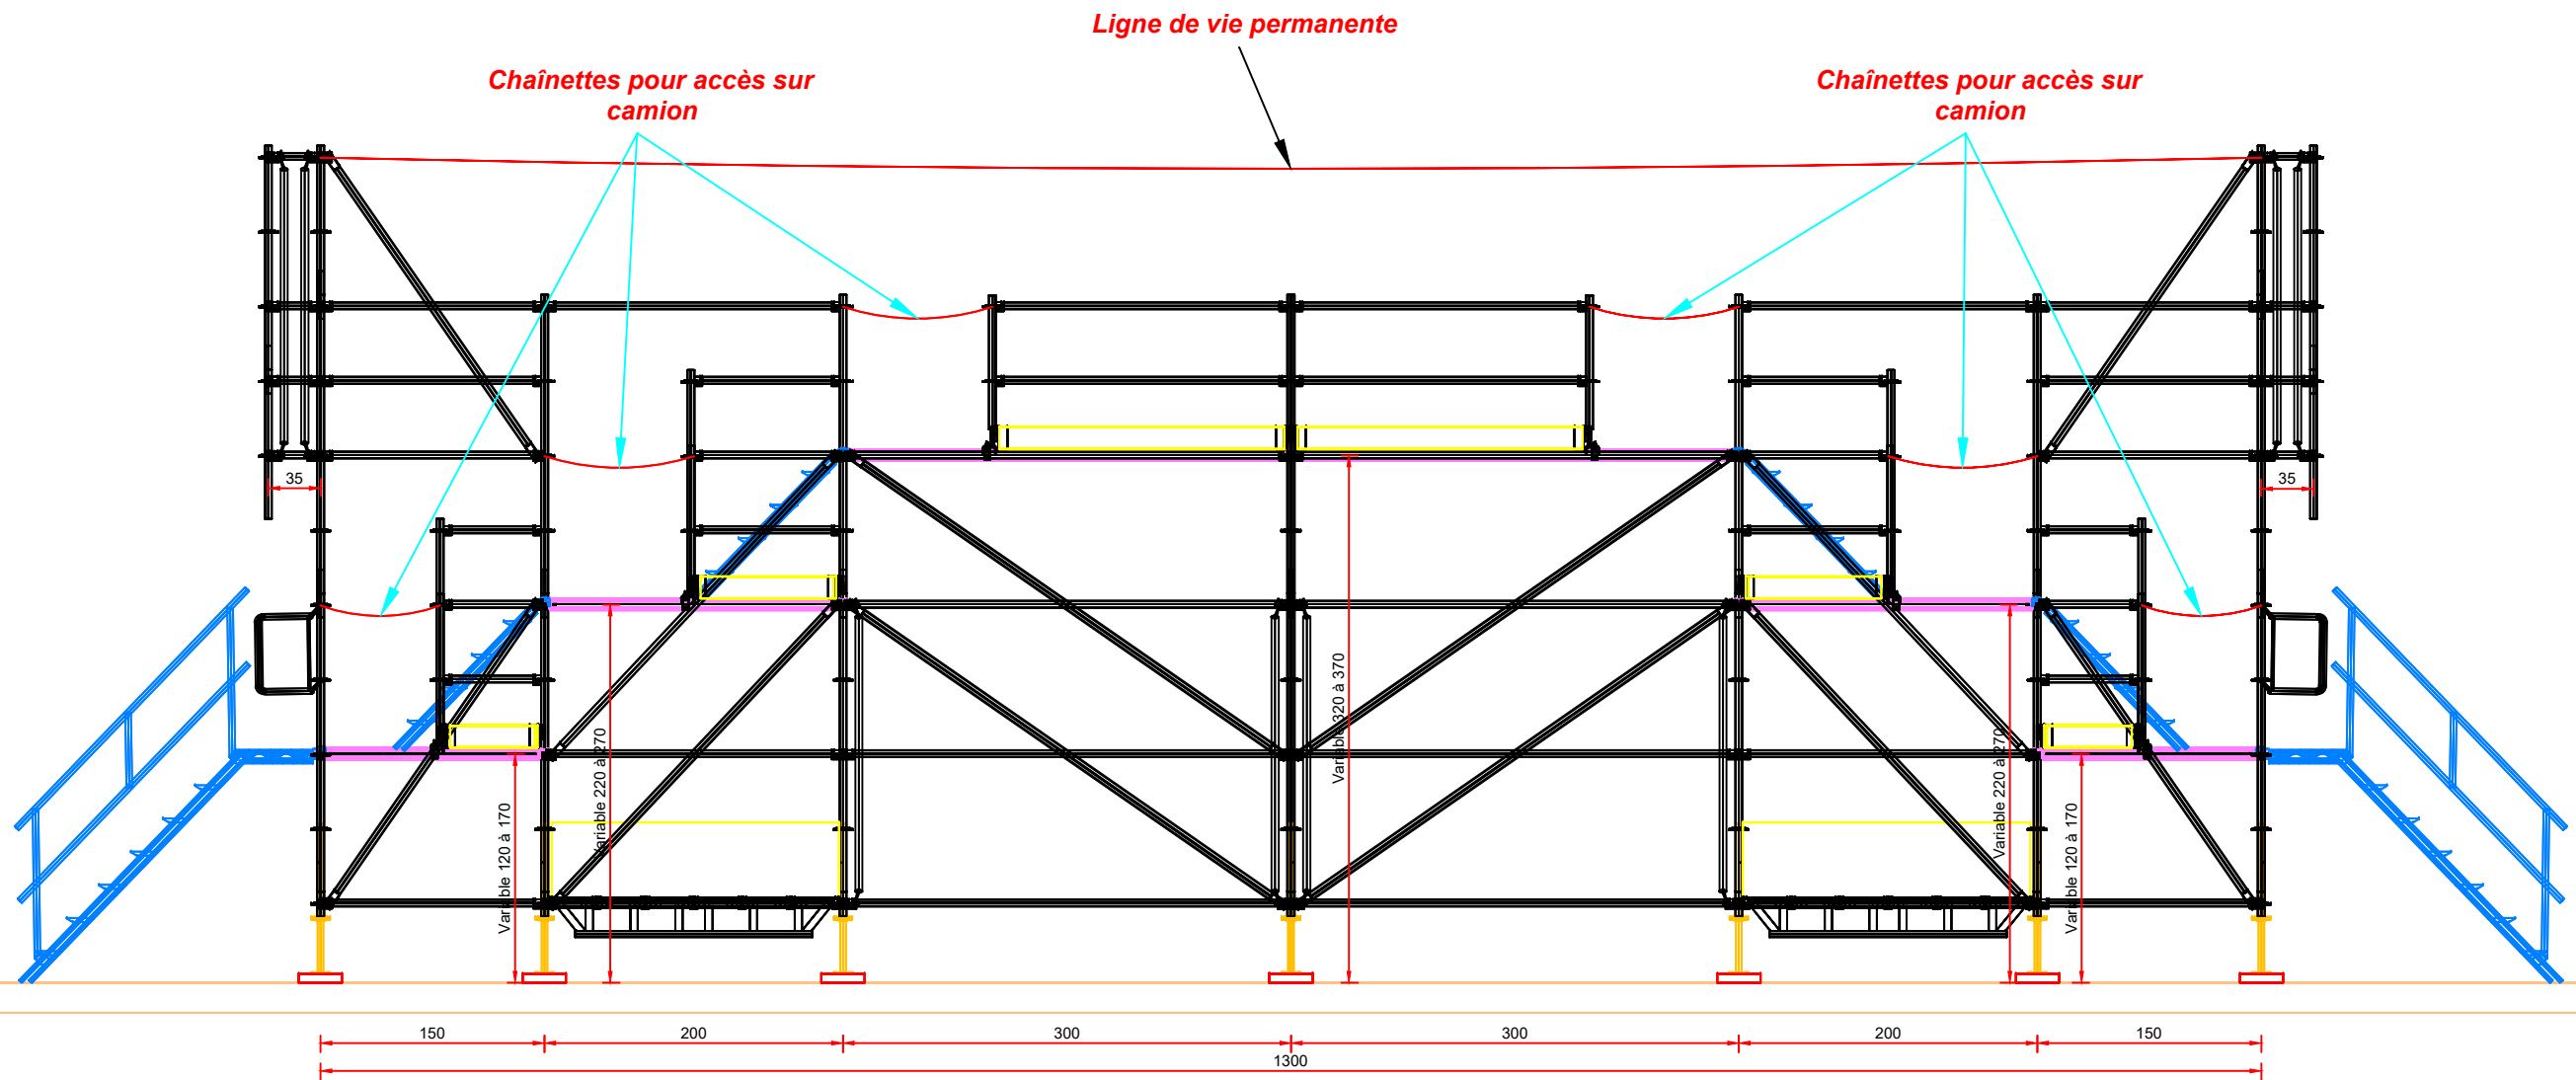 Ligne de vie permanente
Chaînettes pour accès sur
camion
Chaînettes pour accès sur
camion
35
35
Variable 120 à 170
Variable 220 à 270
Variable 320 à 370
Variable 220 à 270
Variable 120 à 170
150
200
300
300
200
150
1300